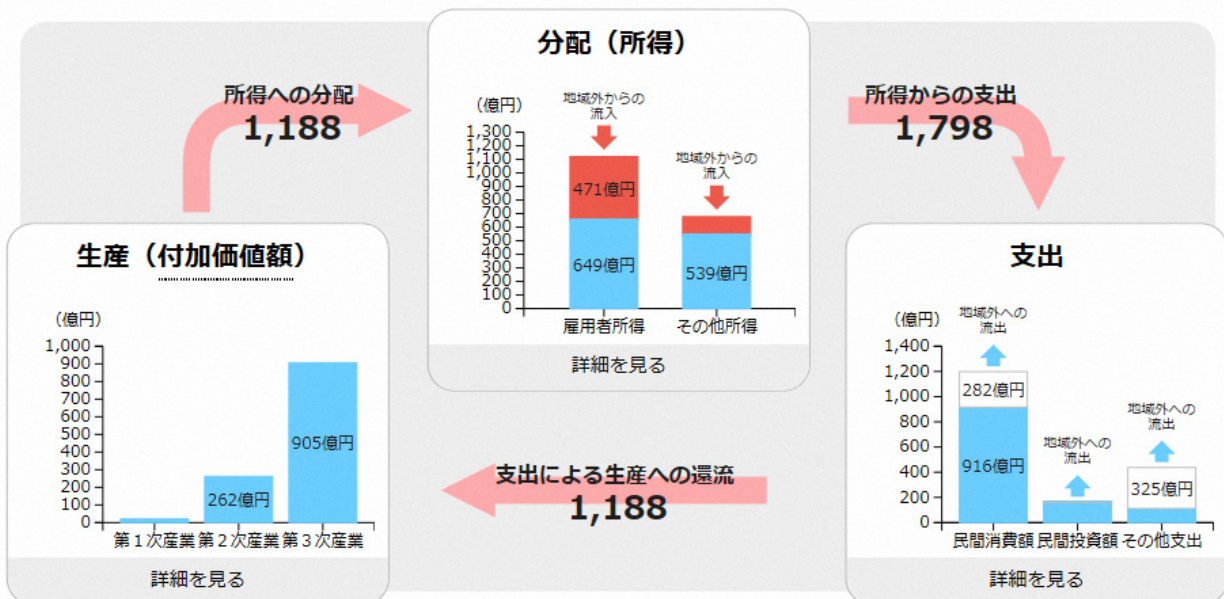 分配（所得）
所得への分配
1,188
（億円）
地域外からの
流入
地域外からの
流入
1,300
1,200
1,100
1,000
900
800
700
600
500
400
300
200
100
0
471億円
649億円
539億円
雇用者所得
その他所得
詳細を見る
所得からの支出
1,798
生産（付加価値額）
（億円）
1,000
900
800
700
600
500
400
300
200
100
0
262億円
905億円
第１次産業
第２次産業
第３次産業
詳細を見る
支出による生産への還流
1,188
支出
（億円）
地域外への
流出
地域外への
流出
地域外への
流出
1,400
1,200
1,000
800
600
400
200
0
282億円
916億円
325億円
民間消費額
民間投資額
その他支出
詳細を見る